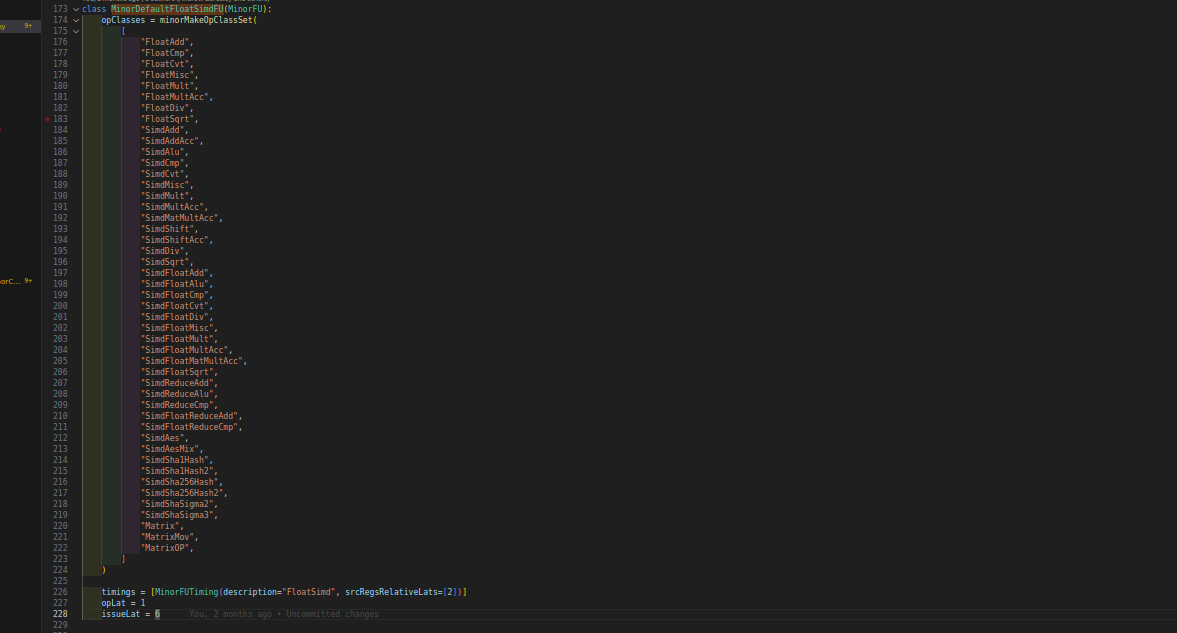 173 class MinorDefaultFloatSimdFU(MinorFU):
9+ 174 opClasses = minorMakeOpClassSet(
175 [
176 "FloatAdd",
177 "FloatCmp",
178 "FloatCvt",
179 "FloatMisc",
180 "FloatMult",
181 "FloatMultAcc",
182 "FloatDiv",
183 "FloatSqrt",
184 "SimdAdd",
185 "SimdAddAcc",
186 "SimdAlu",
187 "SimdCmp",
188 "SimdCvt",
189 "SimdMisc",
190 "SimdMult",
191 "SimdMultAcc",
192 "SimdMatMultAcc",
193 "SimdShift",
194 "SimdShiftAcc",
195 "SimdDiv",
196 "SimdSqrt",
197 "SimdFloatAdd",
198 "SimdFloatAlu",
orC... 9+ 199 "SimdFloatCmp",
200 "SimdFloatCvt",
201 "SimdFloatDiv",
202 "SimdFloatMisc",
203 "SimdFloatMult",
204 "SimdFloatMultAcc",
205 "SimdFloatMatMultAcc",
206 "SimdFloatSqrt",
207 "SimdReduceAdd",
208 "SimdReduceAlu",
209 "SimdReduceCmp",
210 "SimdFloatReduceAdd",
211 "SimdFloatReduceCmp",
212 "SimdAes",
213 "SimdAesMix",
214 "SimdSha1Hash",
215 "SimdSha1Hash2",
216 "SimdSha256Hash",
217 "SimdSha256Hash2",
218 "SimdShaSigma2",
219 "SimdShaSigma3",
220 "Matrix",
221 "MatrixMov",
222 "MatrixOP",
223 ]
224 )
225
226 timings = [MinorFUTiming(description="FloatSimd", srcRegsRelativeLats=[2])]
227 opLat = 1
228 issueLat = 6 You, 2 months ago • Uncommitted changes
229